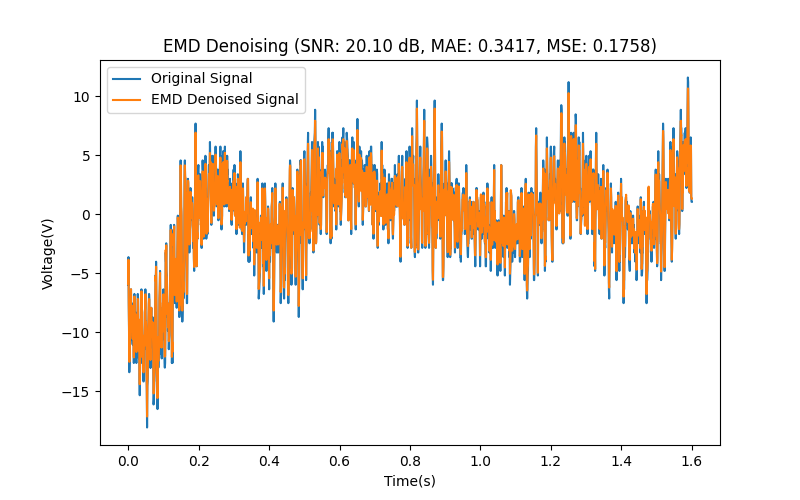 EMD Denoising (SNR: 20.10 dB, MAE: 0.3417, MSE: 0.1758)
Original Signal
EMD Denoised Signal
10
5
0
−5
−10
−15
Voltage(V)
0.0 0.2 0.4 0.6 0.8 1.0 1.2 1.4 1.6
Time(s)